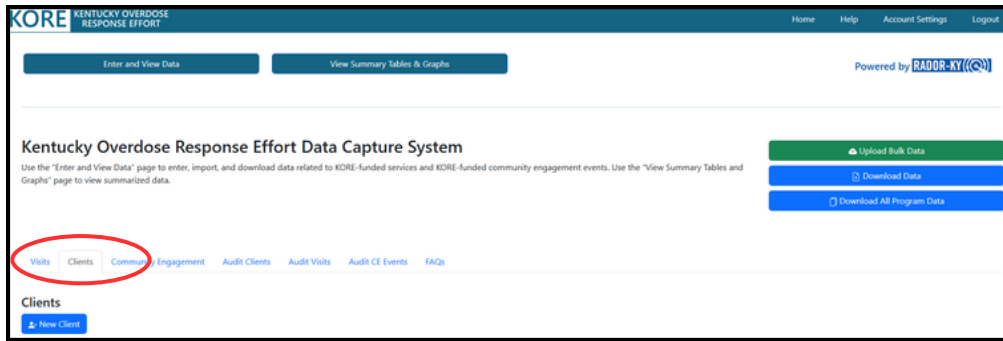 KORE KENTUCKY OVERDOSE
RESPONSE EFFORT
Home Help Account Settings Logout
Enter and View Data View Summary Tables & Graphs
Powered by RADOR-KY
Kentucky Overdose Response Effort Data Capture System
Use the "Enter and View Data" page to enter, import, and download data related to KORE-funded services and KORE-funded community engagement events. Use the "View Summary Tables and
Graphs" page to view summarized data.
Upload Bulk Data
Download Data
Download All Program Data
Visits Clients Community Engagement Audit Clients Audit Visits Audit CE Events FAQs
Clients
New Client